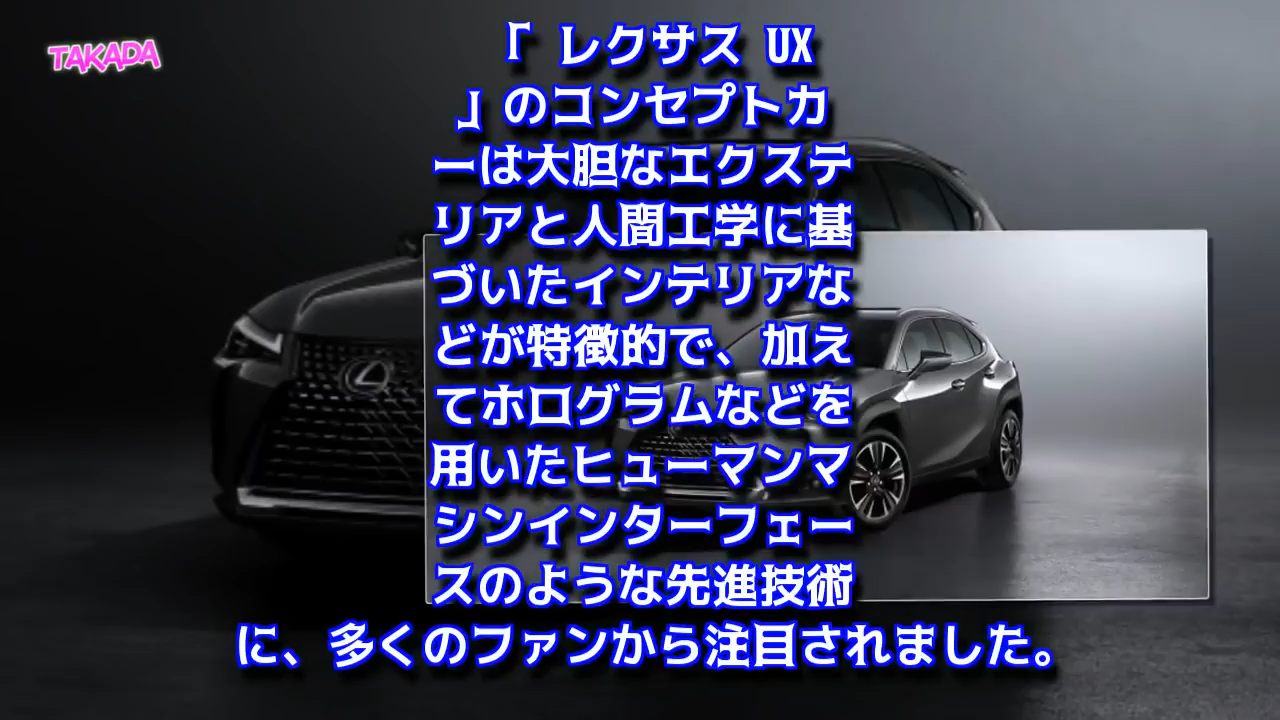 TAKADA
「 レクサス UX
」のコンセプトカ
ーは大胆なエクステ
リアと人間工学に基
づいたインテリアな
どが特徴的で、加え
てホログラムなどを
用いたヒューマンマ
シンインターフェー
スのような先進技術
に、多くのファンから注目されました。